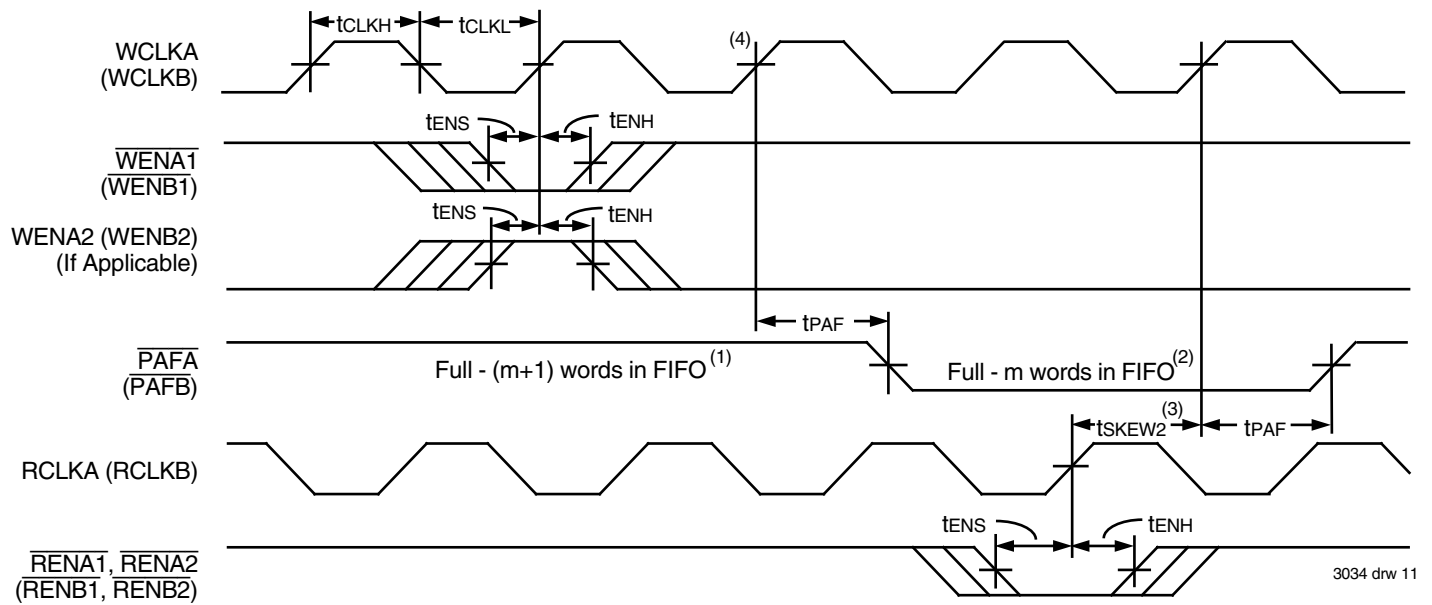 tCLKH
tCLKL
WCLKA
(WCLKB)
(4)
tENS
tENH
WENA1
(WENB1)
tENS
tENH
WENA2 (WENB2)
(If Applicable)
tPAF
PAFA
(PAFB)
Full - (m+1) words in FIFO(1)
Full - m words in FIFO(2)
tSKEW2(3)
tPAF
RCLKA (RCLKB)
tENS
tENH
RENA1, RENA2
(RENB1, RENB2)
3034 drw 11